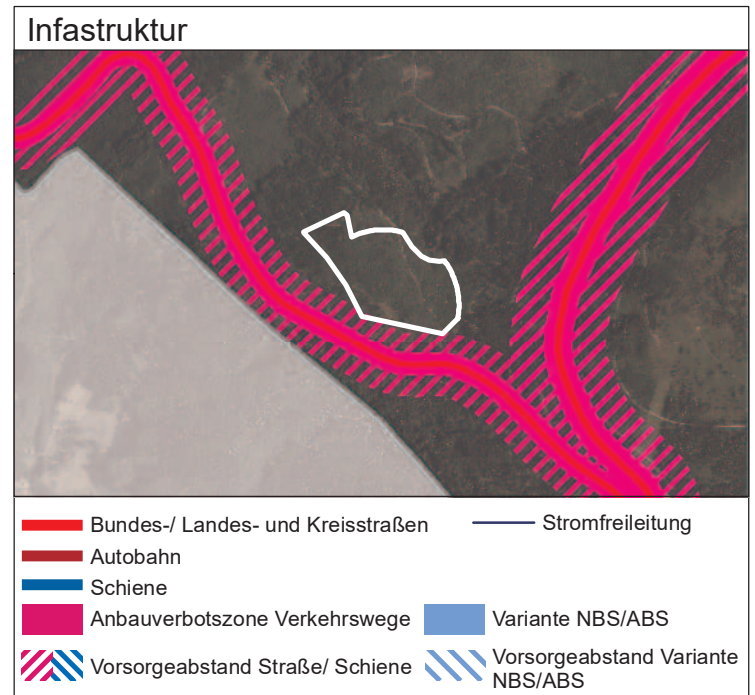 Infastruktur
Bundes-/ Landes- und Kreisstraßen
Stromfreileitung
Autobahn
Schiene
Anbauverbotszone Verkehrswege
Variante NBS/ABS
Vorsorgeabstand Straße/ Schiene
Vorsorgeabstand Variante
NBS/ABS